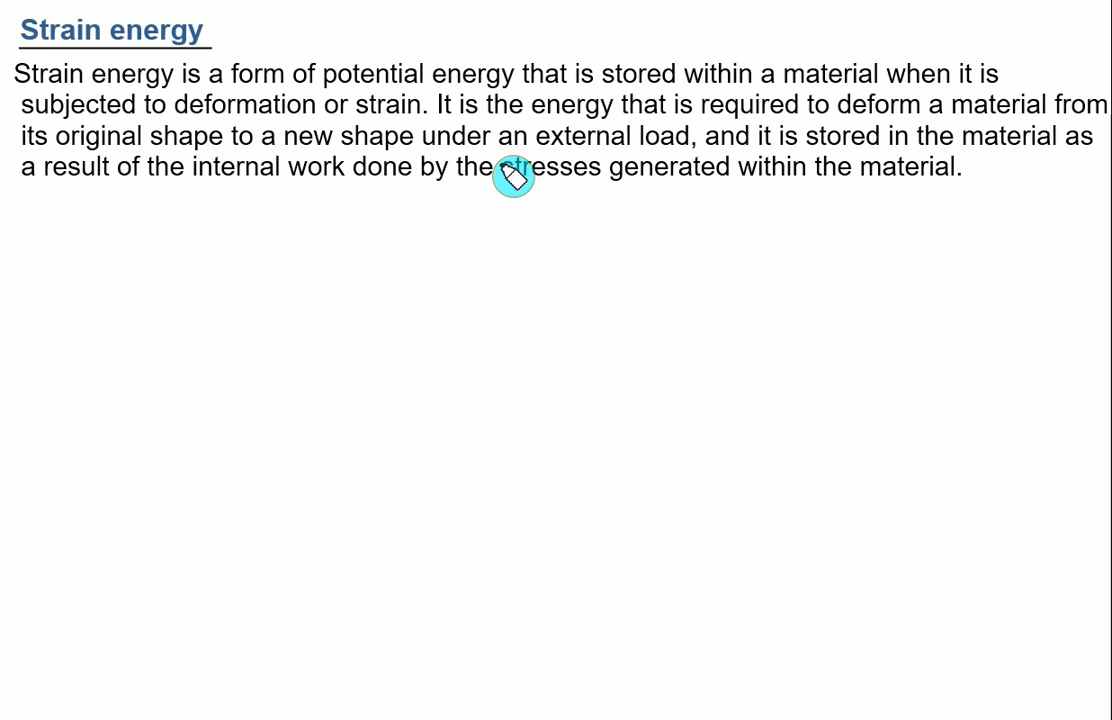 Strain energy
Strain energy is a form of potential energy that is stored within a material when it is
subjected to deformation or strain. It is the energy that is required to deform a material from
its original shape to a new shape under an external load, and it is stored in the material as
a result of the internal work done by the stresses generated within the material.